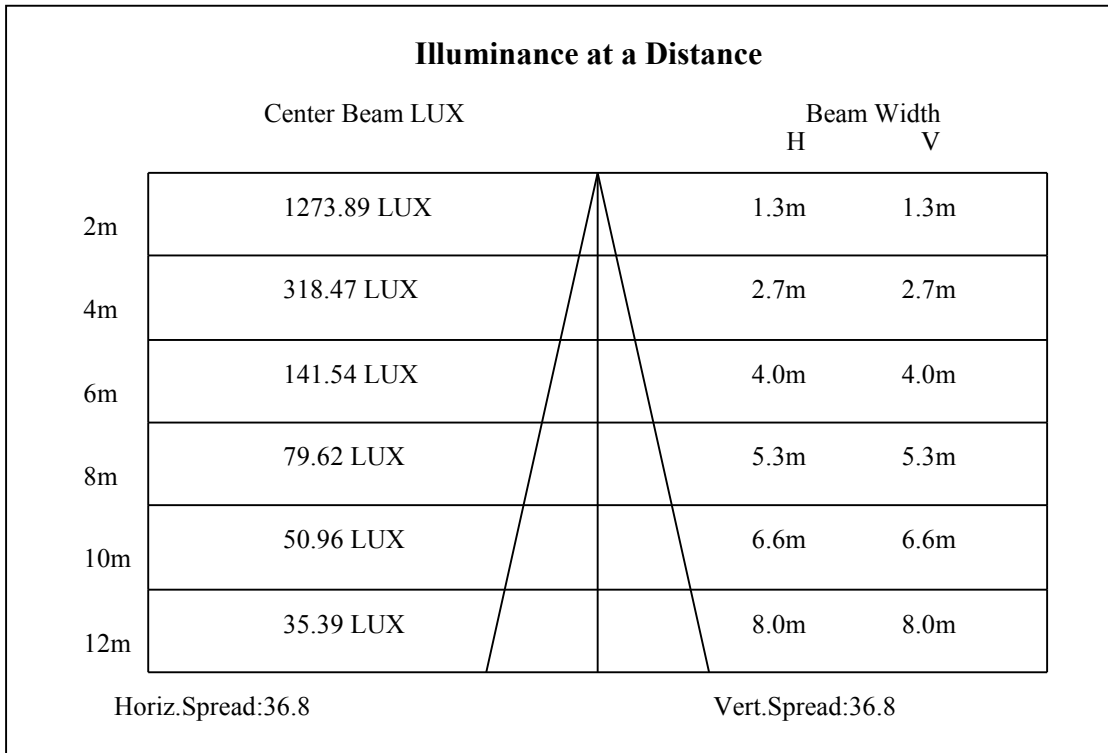 Illuminance at a Distance
Center Beam LUX Beam Width
H V
2m 1273.89 LUX 1.3m 1.3m
4m 318.47 LUX 2.7m 2.7m
6m 141.54 LUX 4.0m 4.0m
8m 79.62 LUX 5.3m 5.3m
10m 50.96 LUX 6.6m 6.6m
12m 35.39 LUX 8.0m 8.0m
Horiz.Spread:36.8 Vert.Spread:36.8